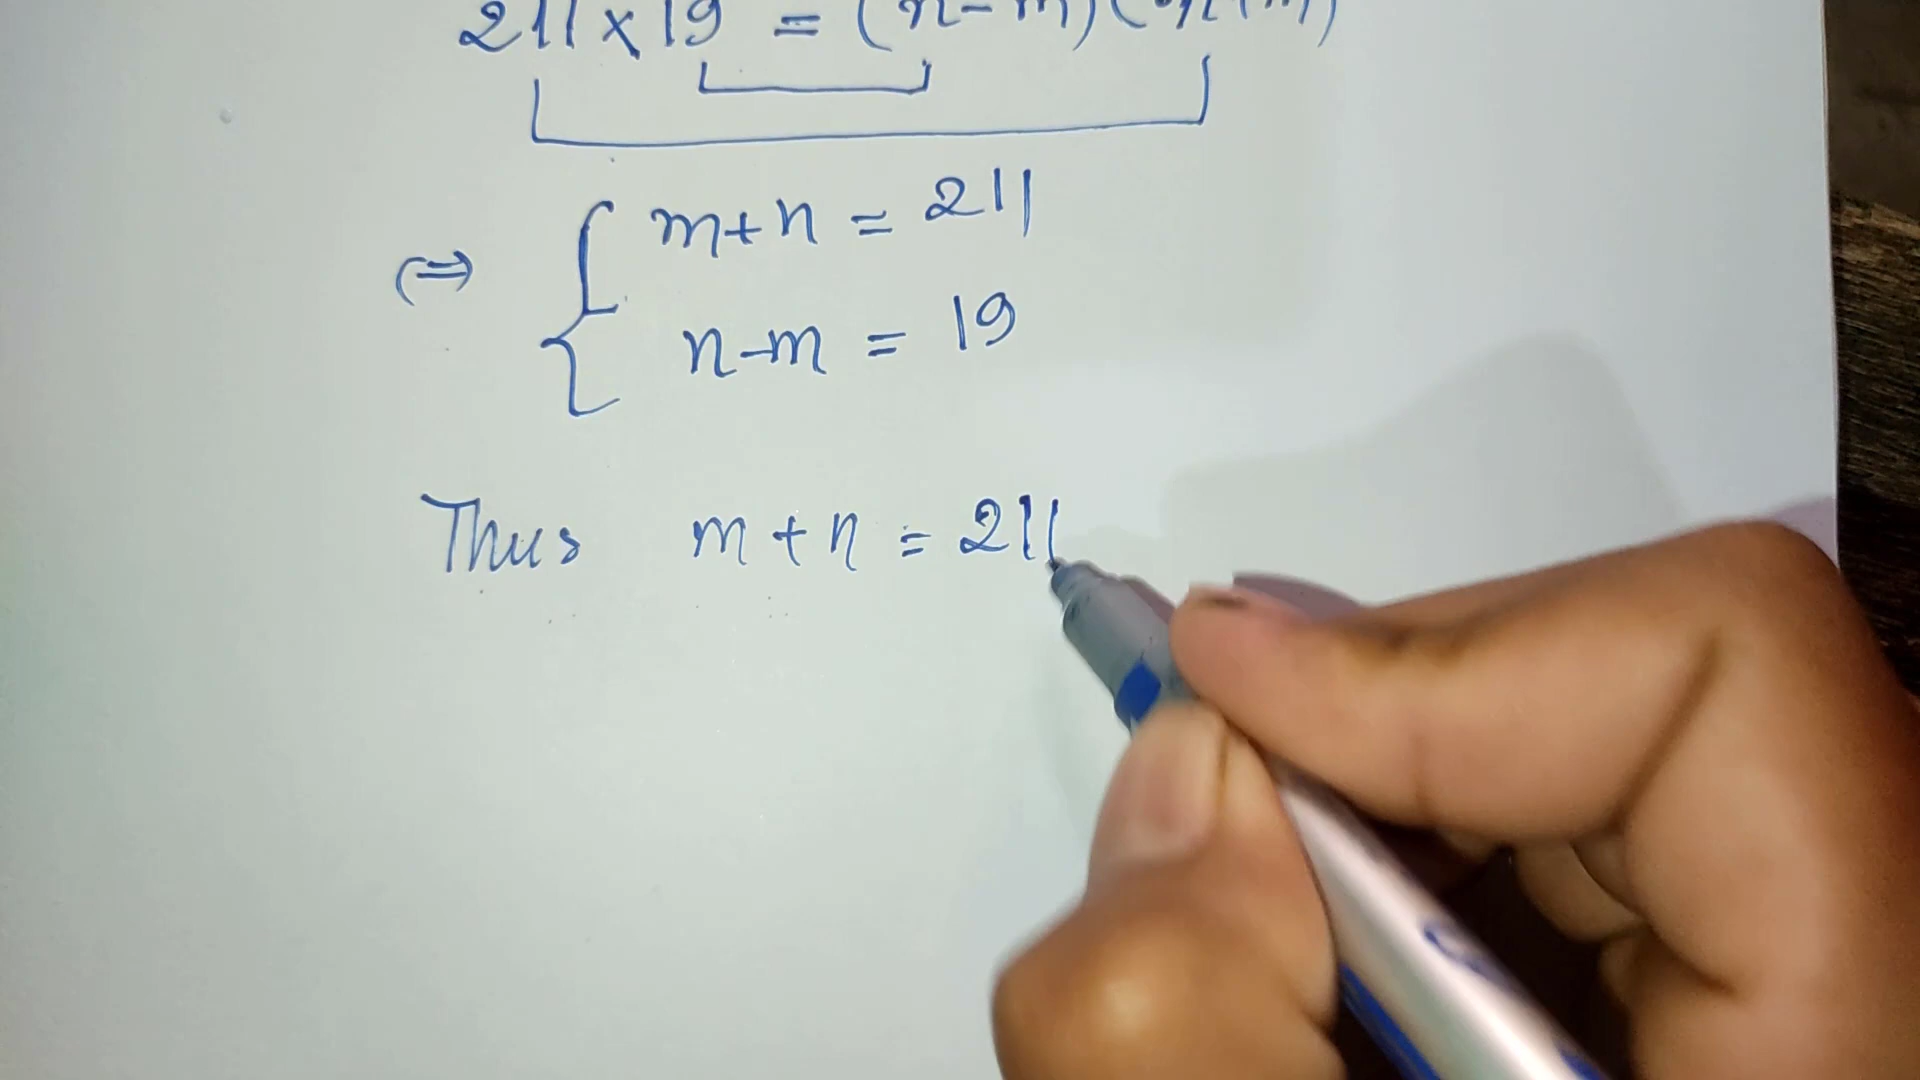 211 × 19 = (n-m)(n+m)
⇔ { m+n = 211
n-m = 19
Thus m + n = 211